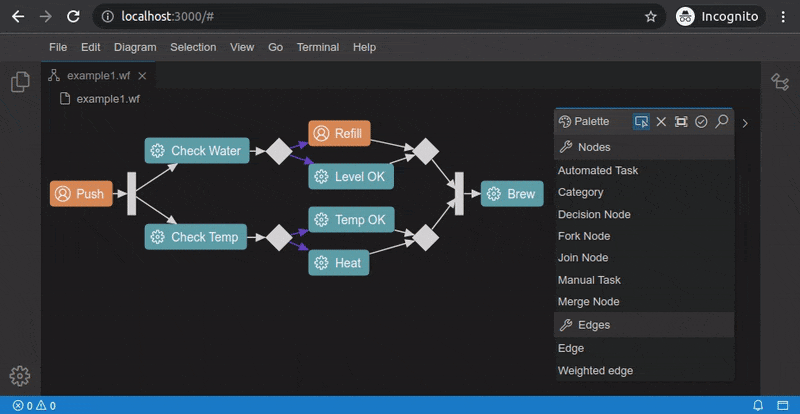 localhost:3000/#
Incognito
File Edit Diagram Selection View Go Terminal Help
example1.wf
example1.wf
Palette
Nodes
Automated Task
Category
Decision Node
Fork Node
Join Node
Manual Task
Merge Node
Edges
Edge
Weighted edge
Push
Check Water
Check Temp
Refill
Level OK
Temp OK
Heat
Brew
0 0